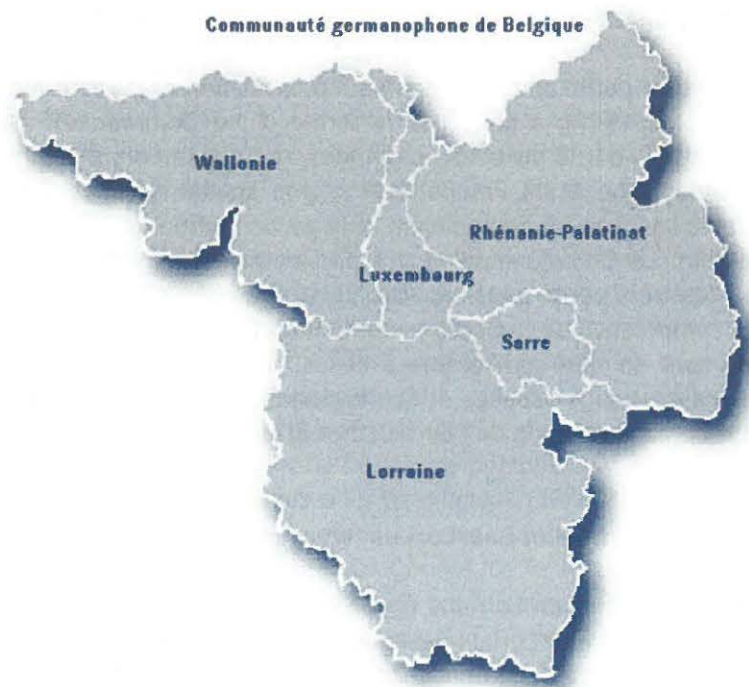 Communauté germanophone de Belgique
Wallonie
Rhénanie-Palatinat
Luxembourg
Sarre
Lorraine